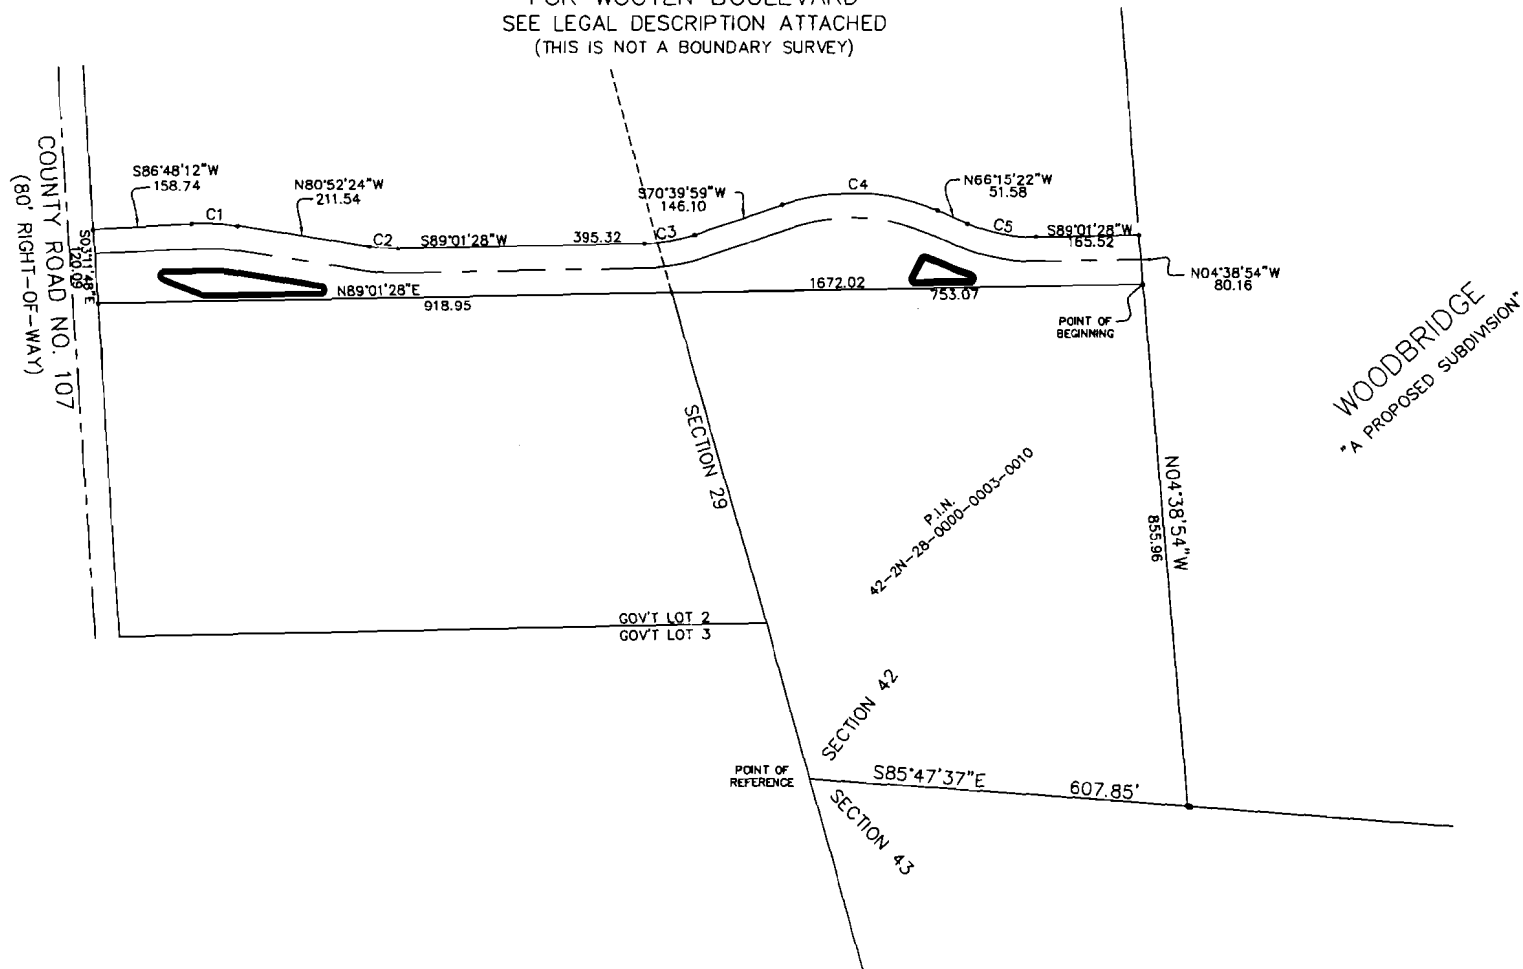 FOR WOOTEN BOULEVARD
SEE LEGAL DESCRIPTION ATTACHED
(THIS IS NOT A BOUNDARY SURVEY)
COUNTY ROAD NO. 107
(80' RIGHT-OF-WAY)
S03°11'48"E
120.09
S86°48'12"W
158.74
C1
N80°52'24"W
211.54
C2
S89°01'28"W
395.32
C3
S70°39'59"W
146.10
C4
N66°15'22"W
51.58
C5
S89°01'28"W
165.52
N04°38'54"W
80.16
N89°01'28"E
918.95
1672.02
753.07
POINT OF
BEGINNING
WOODBRIDGE
"A PROPOSED SUBDIVISION"
SECTION 29
P.I.N.
42-2N-28-0000-0003-0010
N04°38'54"W
855.96
GOV'T LOT 2
GOV'T LOT 3
SECTION 42
POINT OF
REFERENCE
S85°47'37"E
607.85'
SECTION 43